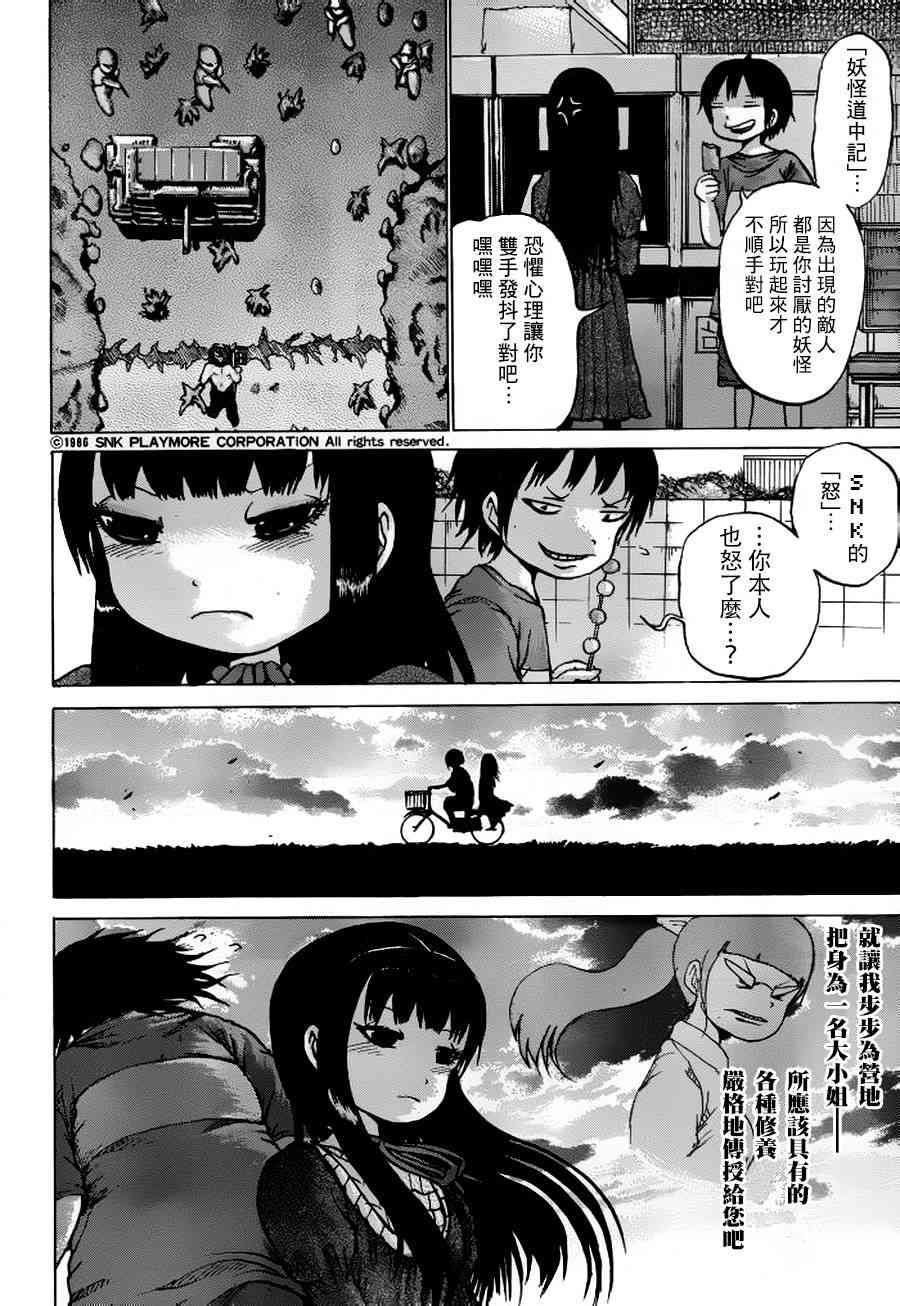 「妖怪道中記」…
因為出現的敵人
都是你討厭的妖怪
所以玩起來才
不順手對吧
恐懼心理讓你
雙手發抖了對吧…
嘿嘿嘿
©1986 SNK PLAYMORE CORPORATION All rights reserved.
SNK的
「怒」…
…你本人
也怒了麼…?
就讓我步步為營地
把身為一名大小姐——
所應該具有的
各種修養
嚴格地傳授給您吧